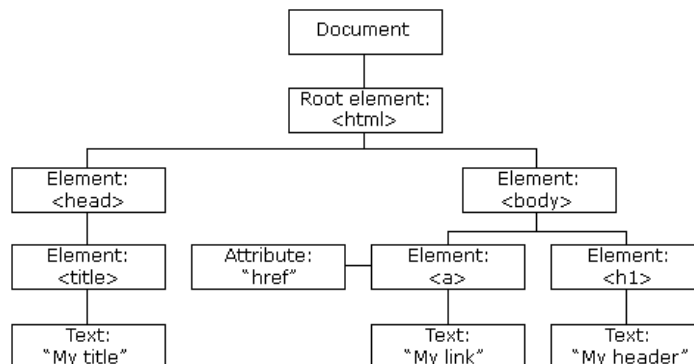 Document
Root element:
<html>
Element:
<head>
Element:
<body>
Element:
<title>
Attribute:
“href”
Element:
<a>
Element:
<h1>
Text:
“My title”
Text:
“My link”
Text:
“My header”